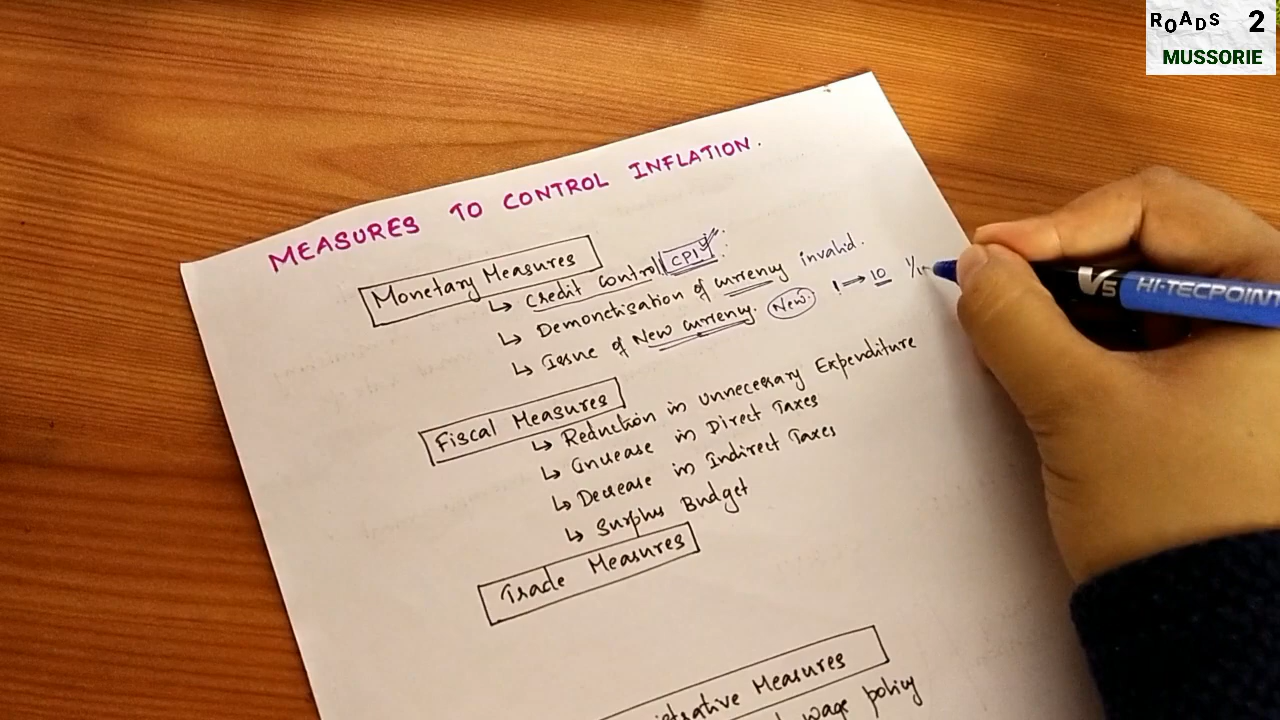 ROADS 2
MUSSORIE
MEASURES TO CONTROL INFLATION.
Monetary Measures
↳ Credit control CPI
↳ Demonetisation of currency invalid.
↳ Issue of New currency. New. 1 → 10
Fiscal Measures
↳ Reduction in Unnecessary Expenditure
↳ Increase in Direct Taxes
↳ Decrease in Indirect Taxes
↳ Surplus Budget
Trade Measures
Measures
wage policy
V5 HI-TECPOINT